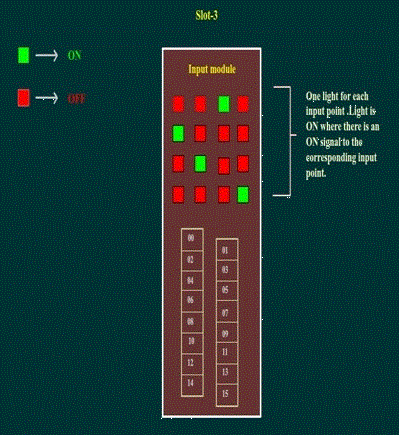 Slot-3
ON
OFF
Input module
One light for each
input point .Light is
ON where there is an
ON signal to the
corresponding input
point.
00
02
04
06
08
10
12
14
01
03
05
07
09
11
13
15